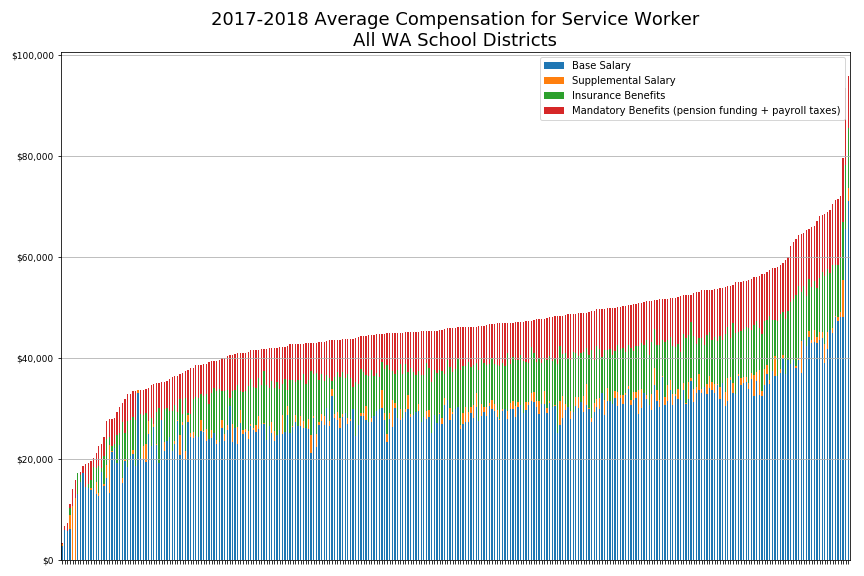 2017-2018 Average Compensation for Service Worker
All WA School Districts
$100,000
$80,000
$60,000
$40,000
$20,000
$0
Base Salary
Supplemental Salary
Insurance Benefits
Mandatory Benefits (pension funding + payroll taxes)